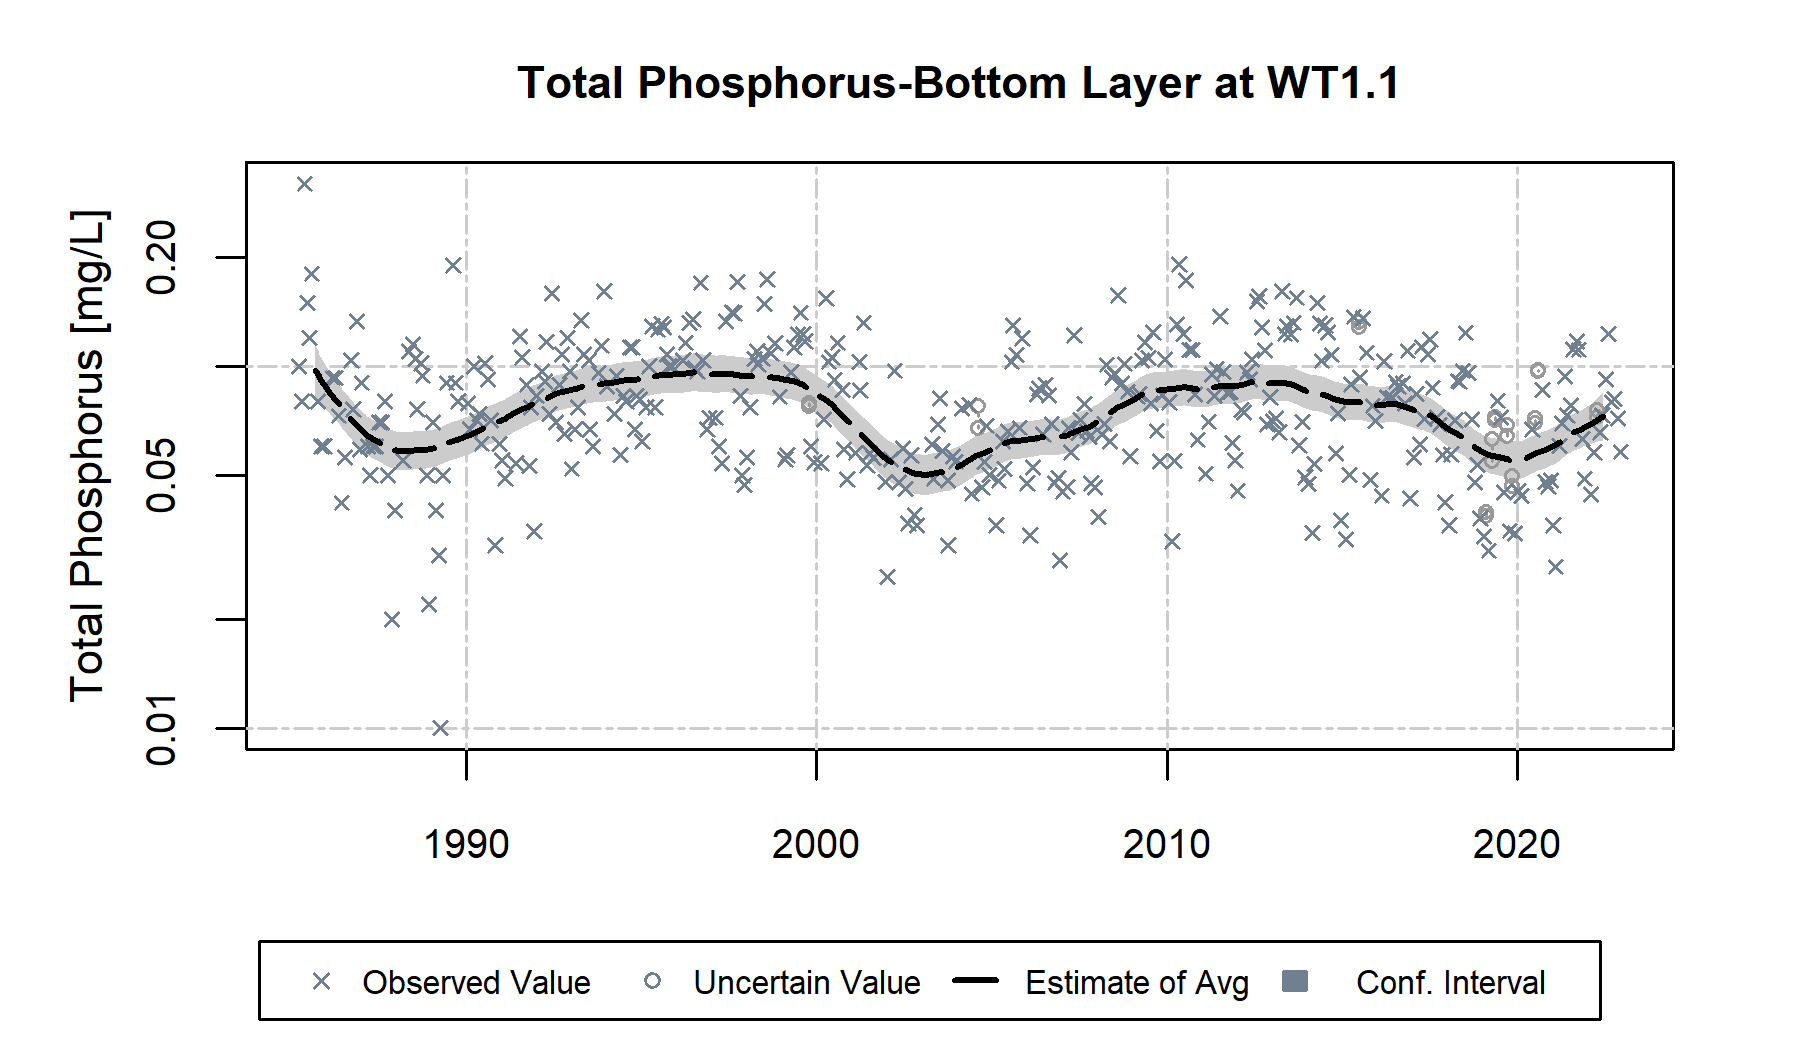 Total Phosphorus-Bottom Layer at WT1.1
Total Phosphorus [mg/L]
0.20
0.05
0.01
1990 2000 2010 2020
Observed Value Uncertain Value Estimate of Avg Conf. Interval